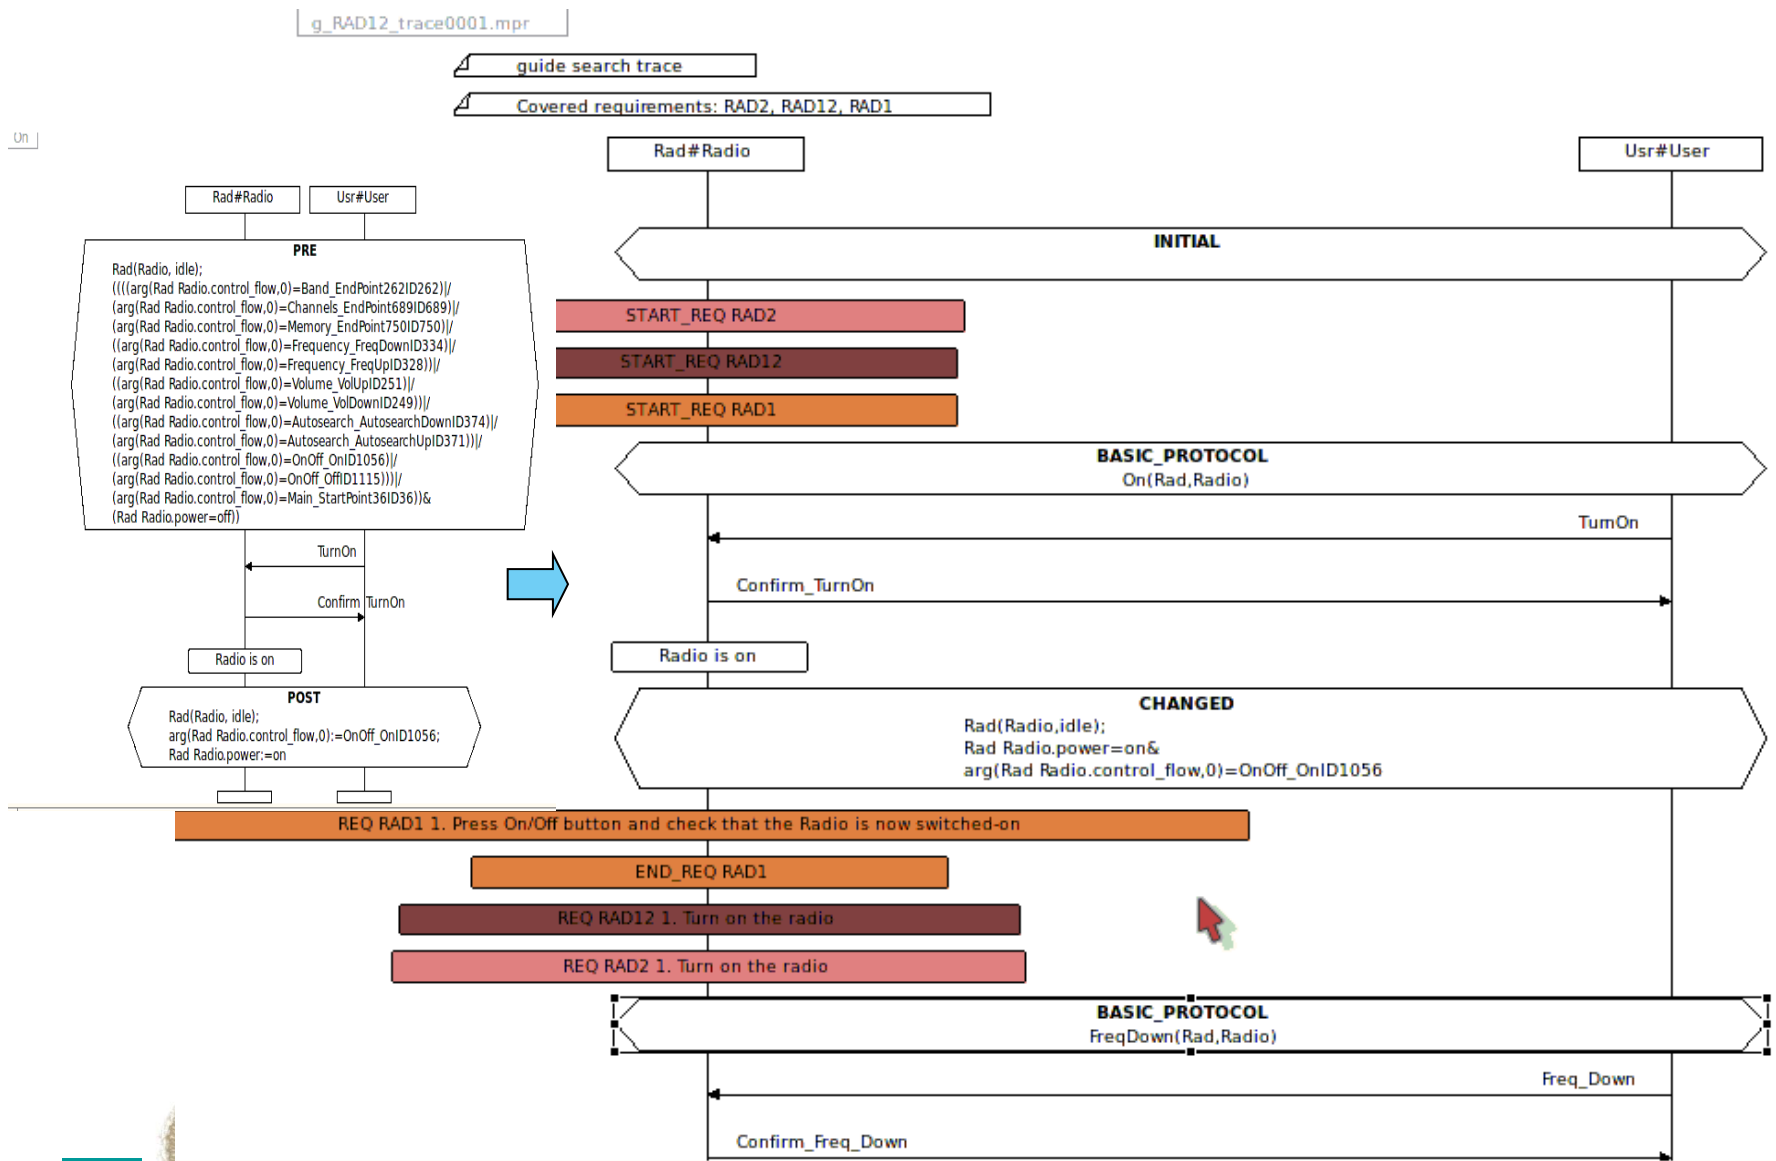 g_RAD12_trace0001.mpr
guide search trace
Covered requirements: RAD2, RAD12, RAD1
On
Rad#Radio
Usr#User
PRE
Rad(Radio, idle);
((((arg(Rad Radio.control_flow,0)=Band_EndPoint262ID262)|/
(arg(Rad Radio.control_flow,0)=Channels_EndPoint689ID689)|/
(arg(Rad Radio.control_flow,0)=Memory_EndPoint750ID750)|/
((arg(Rad Radio.control_flow,0)=Frequency_FreqDownID334)|/
(arg(Rad Radio.control_flow,0)=Frequency_FreqUpID328))|/
((arg(Rad Radio.control_flow,0)=Volume_VolUpID251)|/
(arg(Rad Radio.control_flow,0)=Volume_VolDownID249))|/
((arg(Rad Radio.control_flow,0)=Autosearch_AutosearchDownID374)|/
(arg(Rad Radio.control_flow,0)=Autosearch_AutosearchUpID371))|/
((arg(Rad Radio.control_flow,0)=OnOff_OnID1056)|/
(arg(Rad Radio.control_flow,0)=OnOff_OffID1115)))|/
(arg(Rad Radio.control_flow,0)=Main_StartPoint36ID36))&
(Rad Radio.power=off))
TurnOn
Confirm_TurnOn
Radio is on
POST
Rad(Radio, idle);
arg(Rad Radio.control_flow,0):=OnOff_OnID1056;
Rad Radio.power:=on
Rad#Radio
Usr#User
INITIAL
START_REQ RAD2
START_REQ RAD12
START_REQ RAD1
BASIC_PROTOCOL
On(Rad,Radio)
TurnOn
Confirm_TurnOn
Radio is on
CHANGED
Rad(Radio,idle);
Rad Radio.power=on&
arg(Rad Radio.control_flow,0)=OnOff_OnID1056
REQ RAD1 1. Press On/Off button and check that the Radio is now switched-on
END_REQ RAD1
REQ RAD12 1. Turn on the radio
REQ RAD2 1. Turn on the radio
BASIC_PROTOCOL
FreqDown(Rad,Radio)
Freq_Down
Confirm_Freq_Down